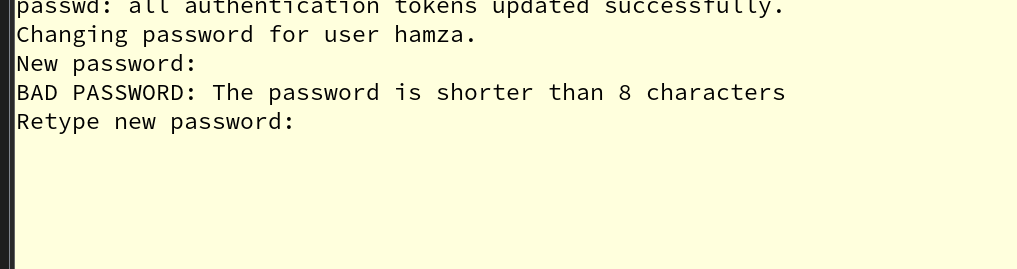 passwd: all authentication tokens updated successfully.
Changing password for user hamza.
New password:
BAD PASSWORD: The password is shorter than 8 characters
Retype new password: